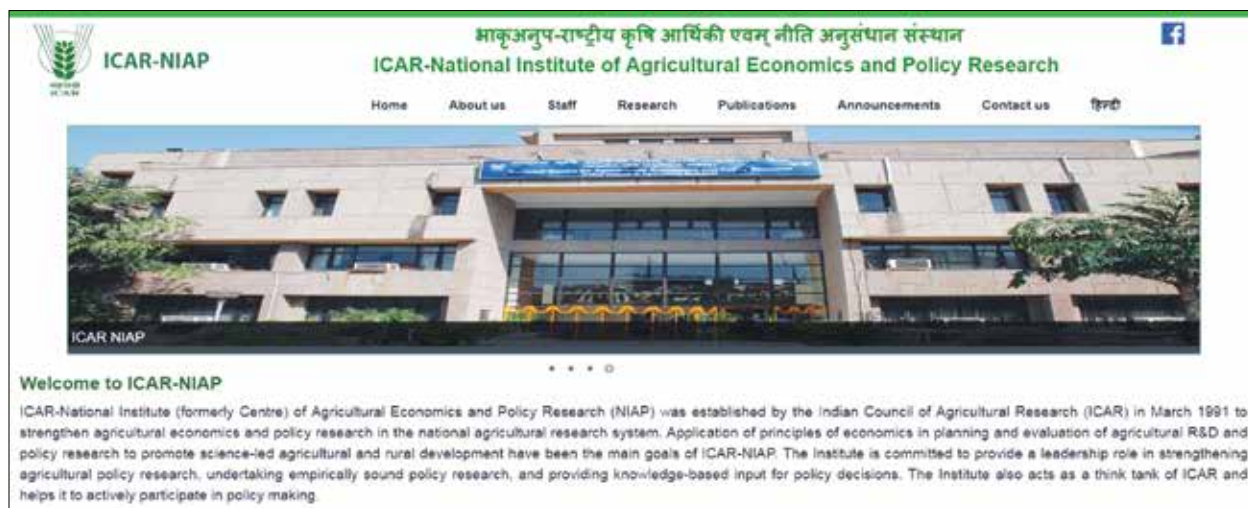 ICAR-NIAP
भाकृअनुप-राष्ट्रीय कृषि आर्थिकी एवम् नीति अनुसंधान संस्थान
ICAR-National Institute of Agricultural Economics and Policy Research
Home About us Staff Research Publications Announcements Contact us हिन्दी
ICAR NIAP
Welcome to ICAR-NIAP
ICAR-National Institute (formerly Centre) of Agricultural Economics and Policy Research (NIAP) was established by the Indian Council of Agricultural Research (ICAR) in March 1991 to
strengthen agricultural economics and policy research in the national agricultural research system. Application of principles of economics in planning and evaluation of agricultural R&D and
policy research to promote science-led agricultural and rural development have been the main goals of ICAR-NIAP. The Institute is committed to provide a leadership role in strengthening
agricultural policy research, undertaking empirically sound policy research, and providing knowledge-based input for policy decisions. The Institute also acts as a think tank of ICAR and
helps it to actively participate in policy making.